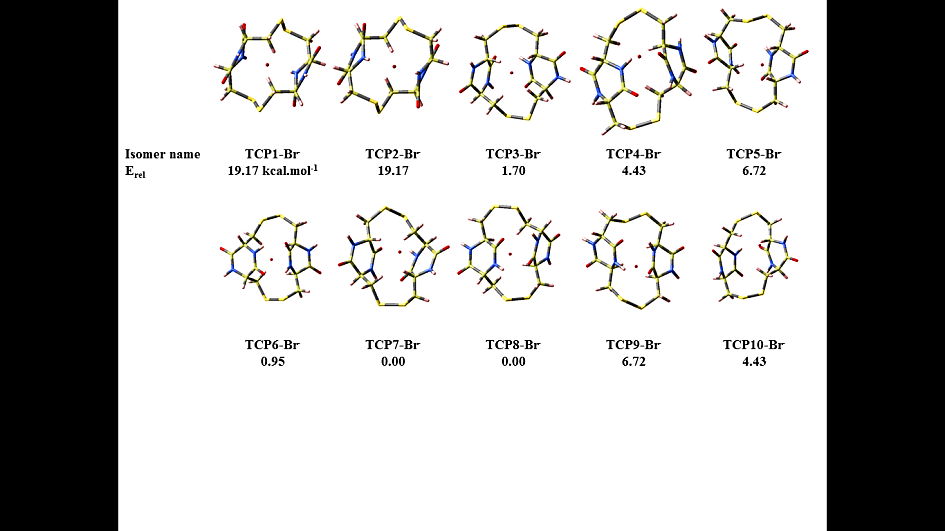 Isomer name TCP1-Br TCP2-Br TCP3-Br TCP4-Br TCP5-Br
Erel 19.17 kcal.mol-1 19.17 1.70 4.43 6.72
TCP6-Br TCP7-Br TCP8-Br TCP9-Br TCP10-Br
0.95 0.00 0.00 6.72 4.43